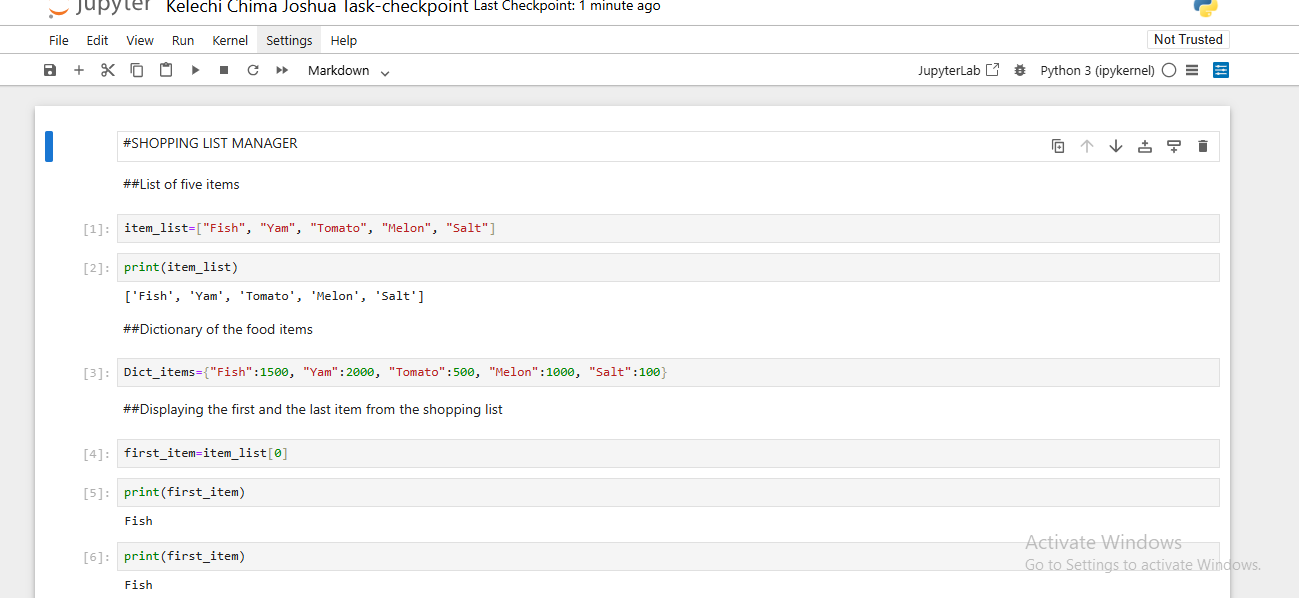 jupyter Kelechi Chima Joshua Task-checkpoint Last Checkpoint: 1 minute ago
File Edit View Run Kernel Settings Help Not Trusted
Markdown JupyterLab Python 3 (ipykernel)
#SHOPPING LIST MANAGER
##List of five items
[1]: item_list=["Fish", "Yam", "Tomato", "Melon", "Salt"]
[2]: print(item_list)
['Fish', 'Yam', 'Tomato', 'Melon', 'Salt']
##Dictionary of the food items
[3]: Dict_items={"Fish":1500, "Yam":2000, "Tomato":500, "Melon":1000, "Salt":100}
##Displaying the first and the last item from the shopping list
[4]: first_item=item_list[0]
[5]: print(first_item)
Fish
[6]: print(first_item)
Fish
Activate Windows
Go to Settings to activate Windows.